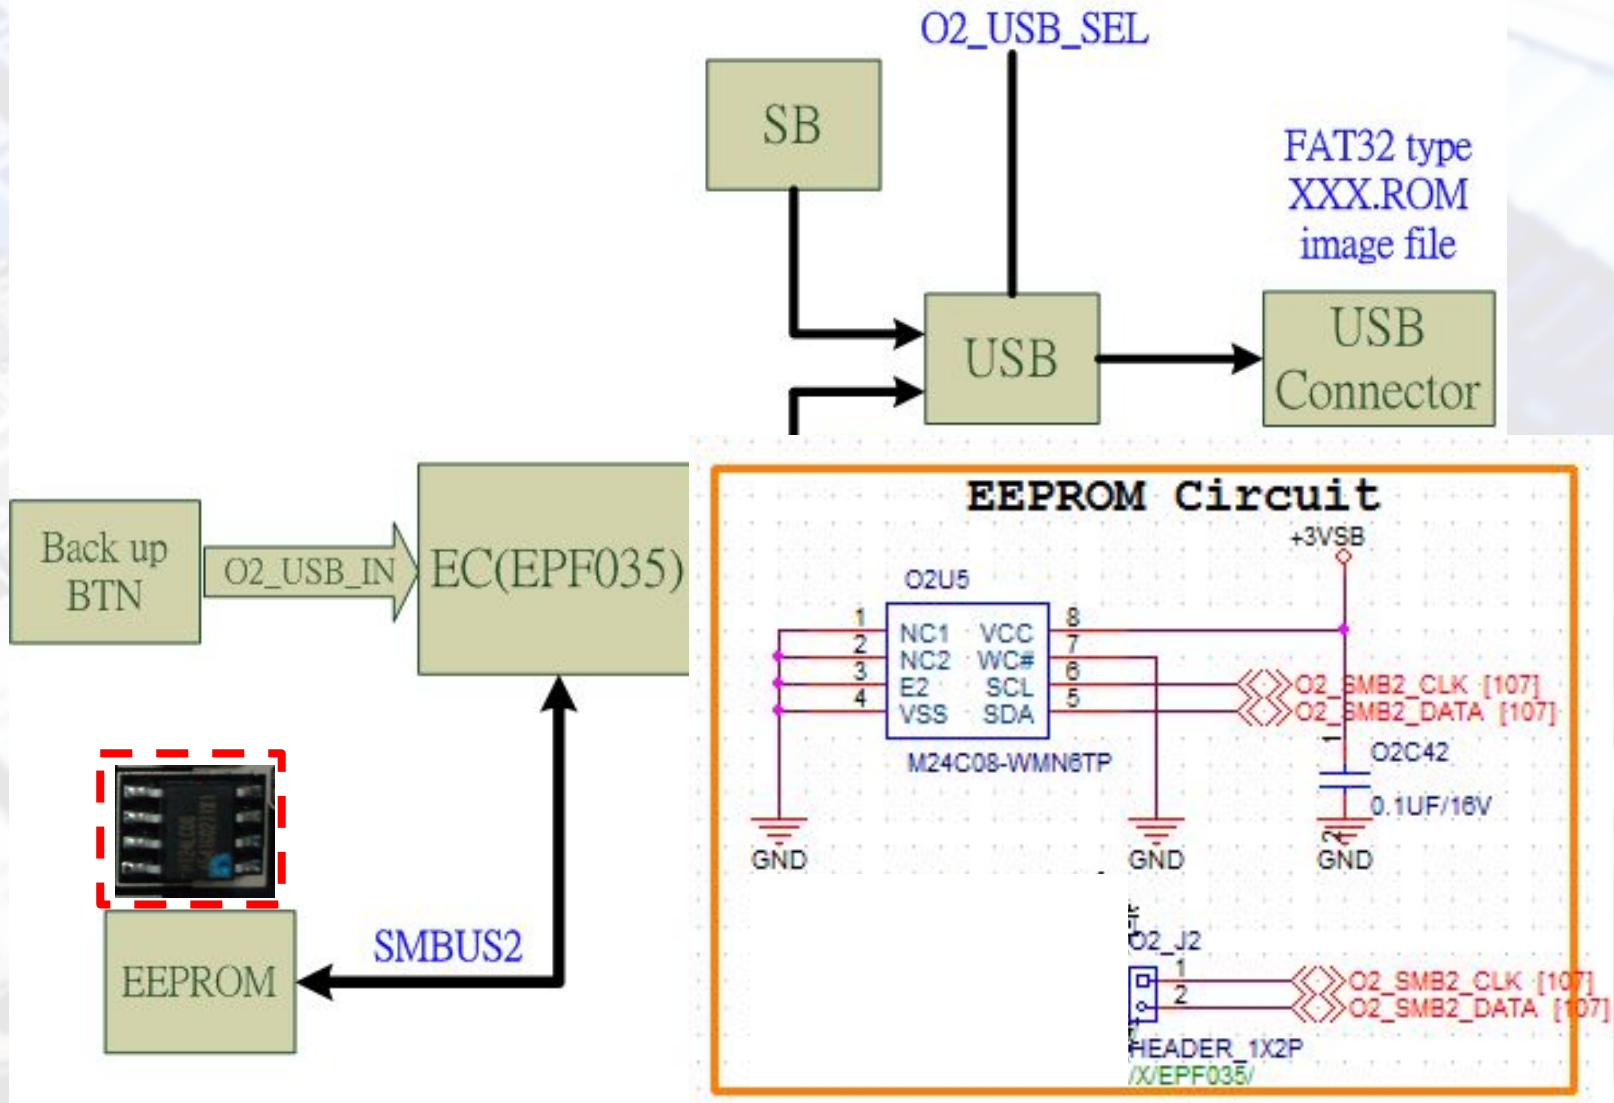 O2_USB_SEL
SB
FAT32 type
XXX.ROM
image file
USB
USB
Connector
Back up
BTN
O2_USB_IN
EC(EPF035)
EEPROM
SMBUS2
EEPROM Circuit
+3VSB
O2U5
1 NC1 VCC 8
2 NC2 WC# 7
3 E2 SCL 6
4 VSS SDA 5
M24C08-WMN6TP
O2_SMB2_CLK [107]
O2_SMB2_DATA [107]
1
O2C42
0.1UF/16V
2
GND
GND
GND
O2_J2
1
2
O2_SMB2_CLK [107]
O2_SMB2_DATA [107]
HEADER_1X2P
/X/EPF035/